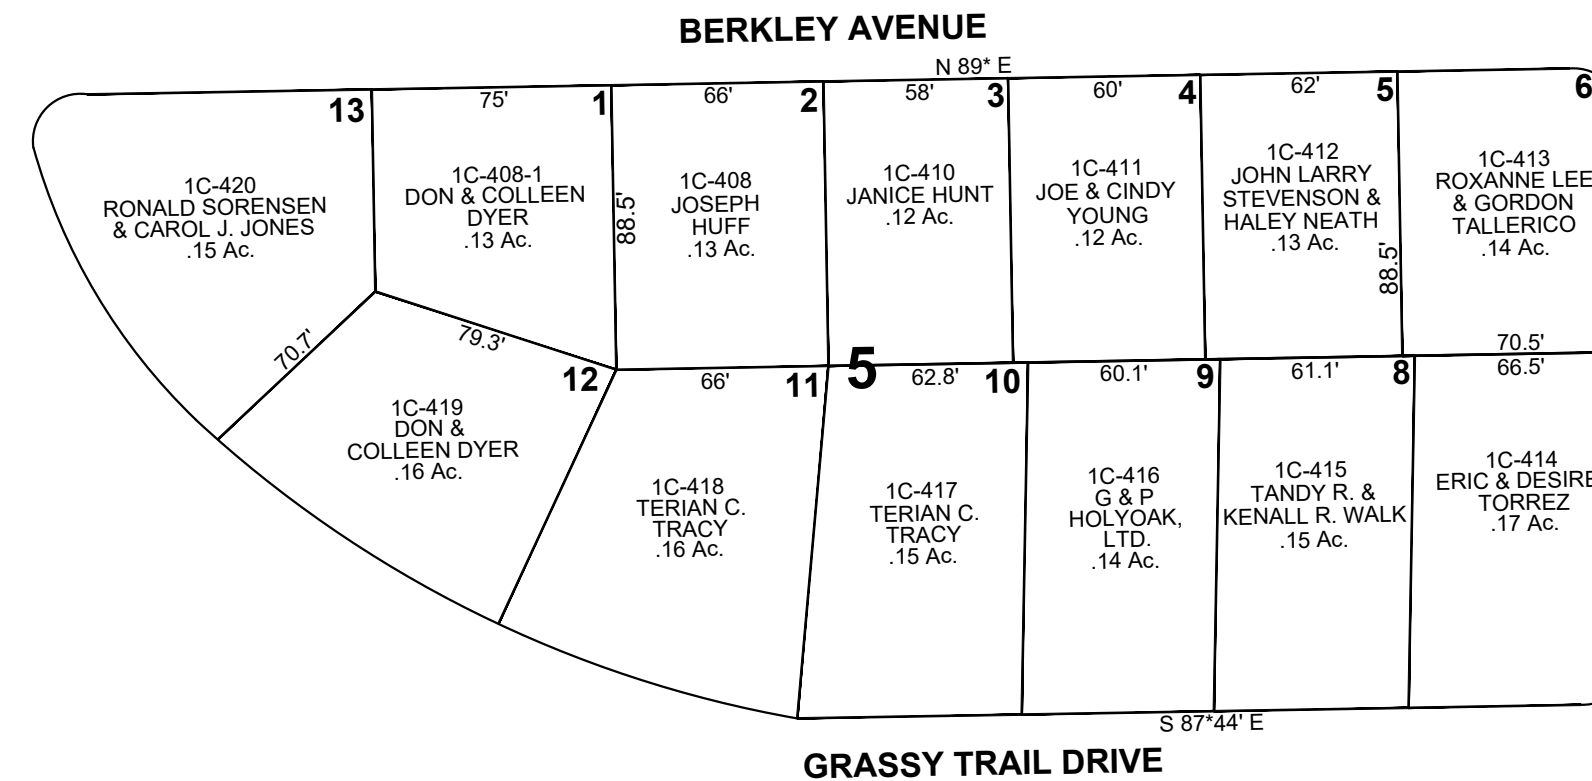 BERKLEY AVENUE
N 89* E
13
75'
1
66'
2
58'
3
60'
4
62'
5
6
1C-420
RONALD SORENSEN
& CAROL J. JONES
.15 Ac.
1C-408-1
DON & COLLEEN
DYER
.13 Ac.
88.5'
1C-408
JOSEPH
HUFF
.13 Ac.
1C-410
JANICE HUNT
.12 Ac.
1C-411
JOE & CINDY
YOUNG
.12 Ac.
1C-412
JOHN LARRY
STEVENSON &
HALEY NEATH
.13 Ac.
88.5'
1C-413
ROXANNE LEE
& GORDON
TALLERICO
.14 Ac.
70.5'
70.7'
79.3'
12
66'
11
5
62.8'
10
60.1'
9
61.1'
8
66.5'
1C-419
DON &
COLLEEN DYER
.16 Ac.
1C-418
TERIAN C.
TRACY
.16 Ac.
1C-417
TERIAN C.
TRACY
.15 Ac.
1C-416
G & P
HOLYOAK,
LTD.
.14 Ac.
1C-415
TANDY R. &
KENALL R. WALK
.15 Ac.
1C-414
ERIC & DESIRE
TORREZ
.17 Ac.
S 87*44' E
GRASSY TRAIL DRIVE